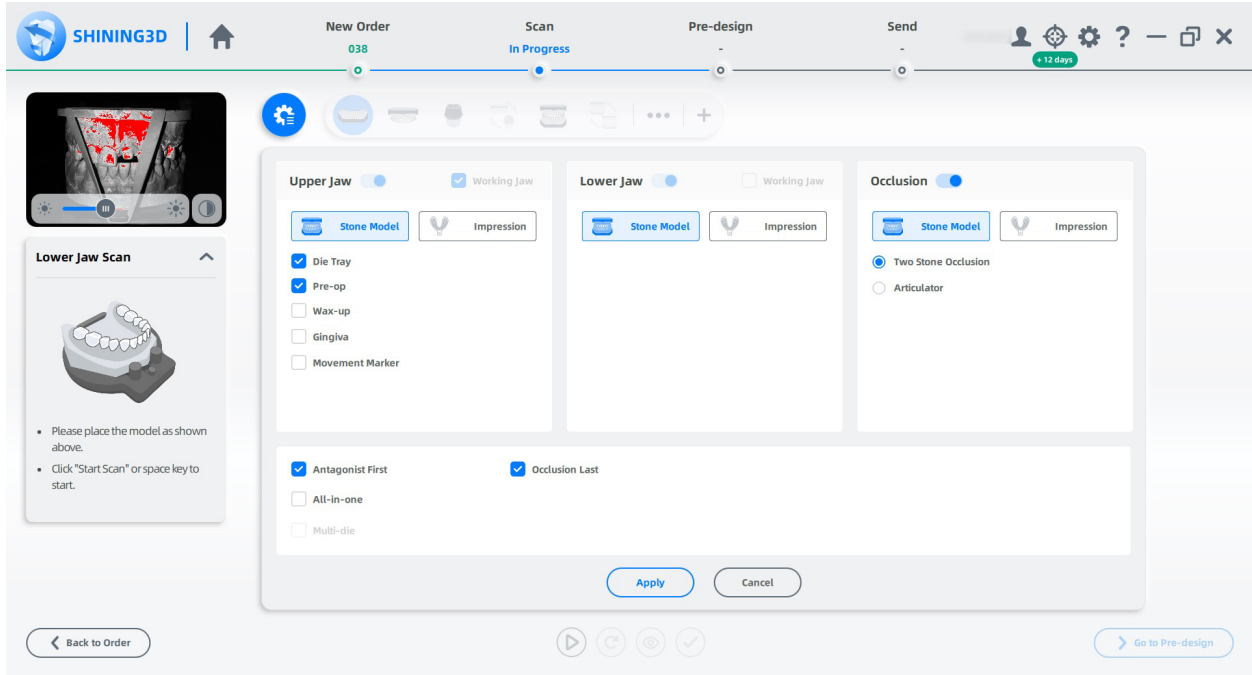 SHINING3D
New Order
038
Scan
In Progress
Pre-design
-
Send
-
+ 12 days
Lower Jaw Scan
• Please place the model as shown
above.
• Click "Start Scan" or space key to
start.
Upper Jaw
Working Jaw
Stone Model
Impression
Die Tray
Pre-op
Wax-up
Gingiva
Movement Marker
Lower Jaw
Working Jaw
Stone Model
Impression
Occlusion
Stone Model
Impression
Two Stone Occlusion
Articulator
Antagonist First
Occlusion Last
All-in-one
Multi-die
Apply
Cancel
Back to Order
Go to Pre-design